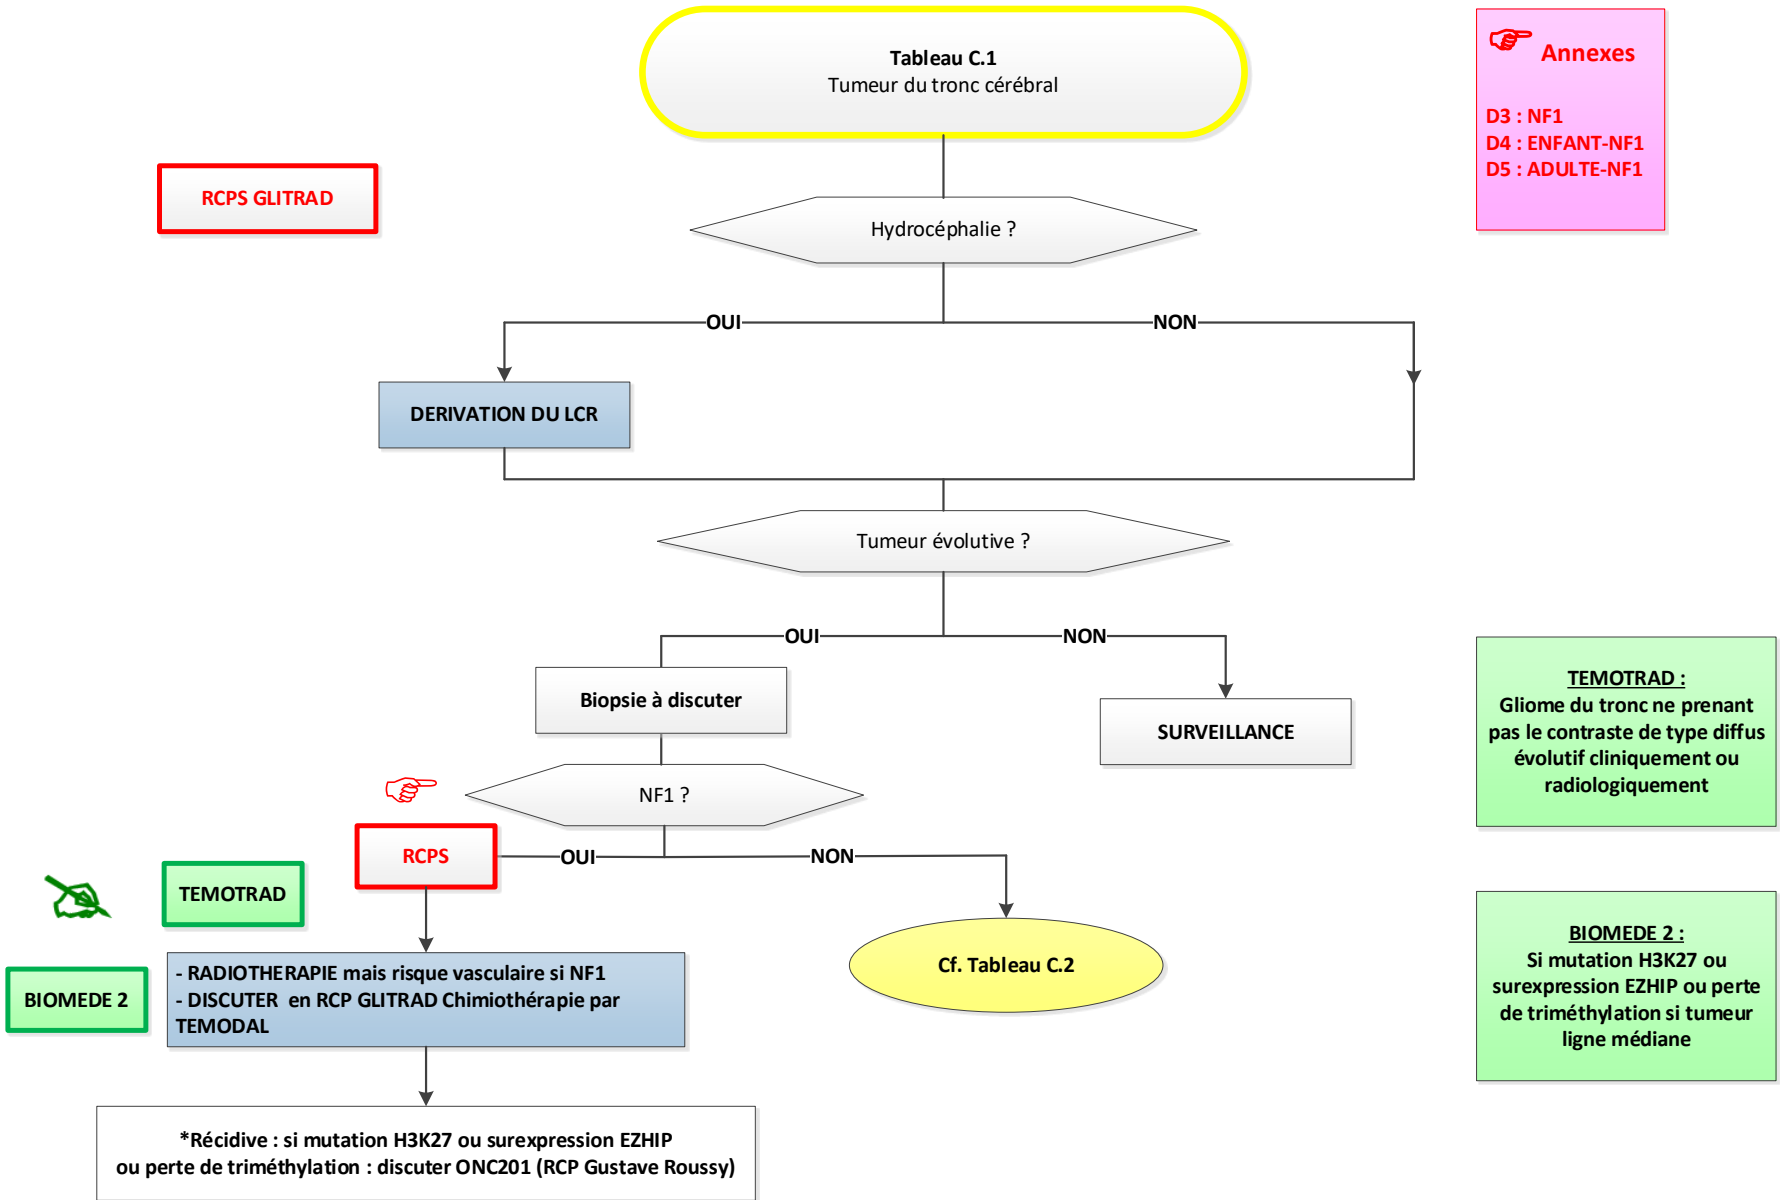 Tableau C.1
Tumeur du tronc cérébral
Annexes
D3 : NF1
D4 : ENFANT-NF1
D5 : ADULTE-NF1
RCPS GLITRAD
Hydrocéphalie ?
OUI
NON
DERIVATION DU LCR
Tumeur évolutive ?
OUI
NON
Biopsie à discuter
SURVEILLANCE
TEMOTRAD :
Gliome du tronc ne prenant
pas le contraste de type diffus
évolutif cliniquement ou
radiologiquement
NF1 ?
RCPS
OUI
NON
TEMOTRAD
BIOMEDE 2
- RADIOTHERAPIE mais risque vasculaire si NF1
- DISCUTER  en RCP GLITRAD Chimiothérapie par
TEMODAL
Cf. Tableau C.2
BIOMEDE 2 :
Si mutation H3K27 ou
surexpression EZHIP ou perte
de triméthylation si tumeur
ligne médiane
*Récidive : si mutation H3K27 ou surexpression EZHIP
ou perte de triméthylation : discuter ONC201 (RCP Gustave Roussy)